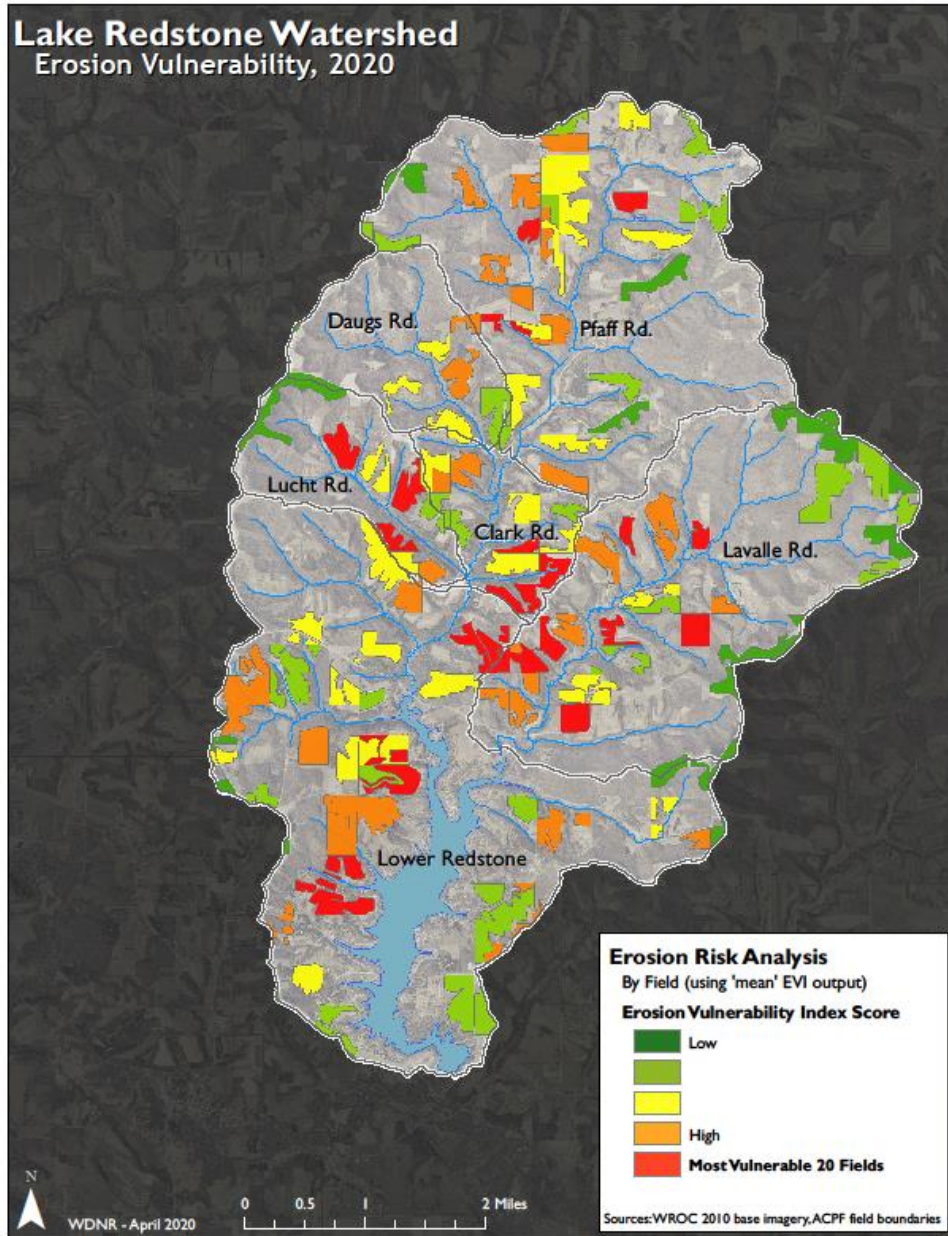 Lake Redstone Watershed
Erosion Vulnerability, 2020
Daugs Rd.
Pfaff Rd.
Lucht Rd.
Clark Rd.
Lavalle Rd.
Lower Redstone
Erosion Risk Analysis
By Field (using 'mean' EVI output)
Erosion Vulnerability Index Score
Low
High
Most Vulnerable 20 Fields
N
WDNR - April 2020
0 0.5 1 2 Miles
Sources: WROC 2010 base imagery, ACPF field boundaries